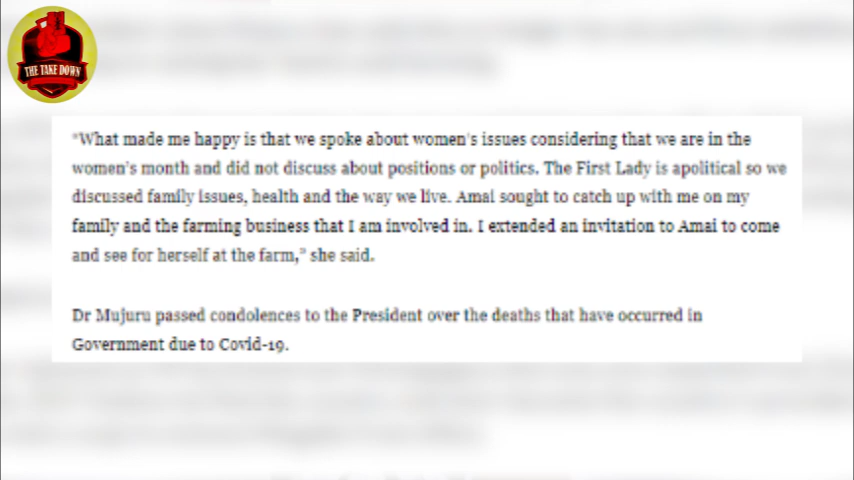 THE TAKE DOWN
"What made me happy is that we spoke about women's issues considering that we are in the
women's month and did not discuss about positions or politics. The First Lady is apolitical so we
discussed family issues, health and the way we live. Amai sought to catch up with me on my
family and the farming business that I am involved in. I extended an invitation to Amai to come
and see for herself at the farm," she said.
Dr Mujuru passed condolences to the President over the deaths that have occurred in
Government due to Covid-19.